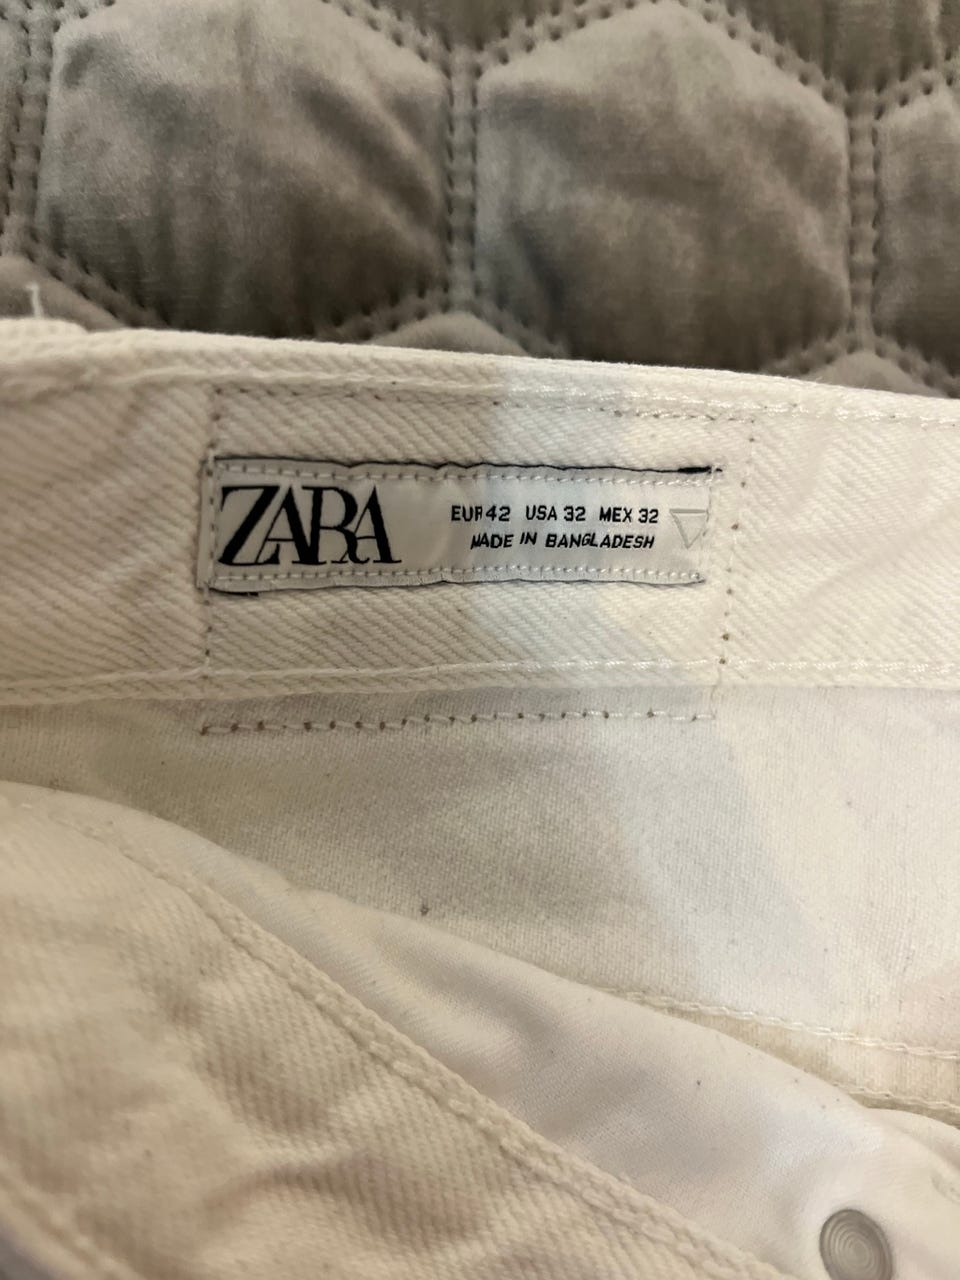 ZARA
EUR 42 USA 32 MEX 32
MADE IN BANGLADESH